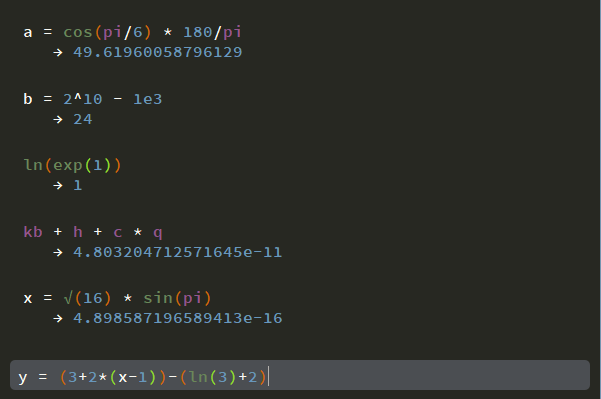 a = cos(pi/6) * 180/pi
→ 49.61960058796129
b = 2^10 - 1e3
→ 24
ln(exp(1))
→ 1
kb + h + c * q
→ 4.803204712571645e-11
x = √(16) * sin(pi)
→ 4.898587196589413e-16
y = (3+2*(x-1))-(ln(3)+2)